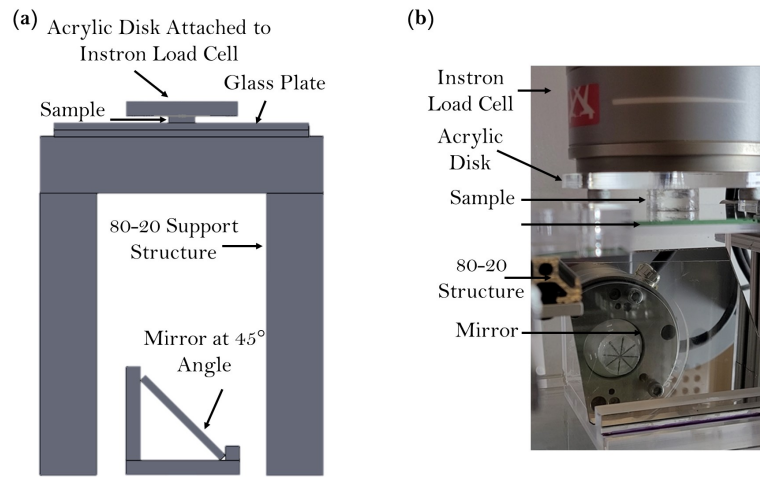 (a)
Acrylic Disk Attached to
Instron Load Cell
Glass Plate
Sample
80-20 Support
Structure
Mirror at 45°
Angle
(b)
Instron
Load Cell
Acrylic
Disk
Sample
80-20
Structure
Mirror